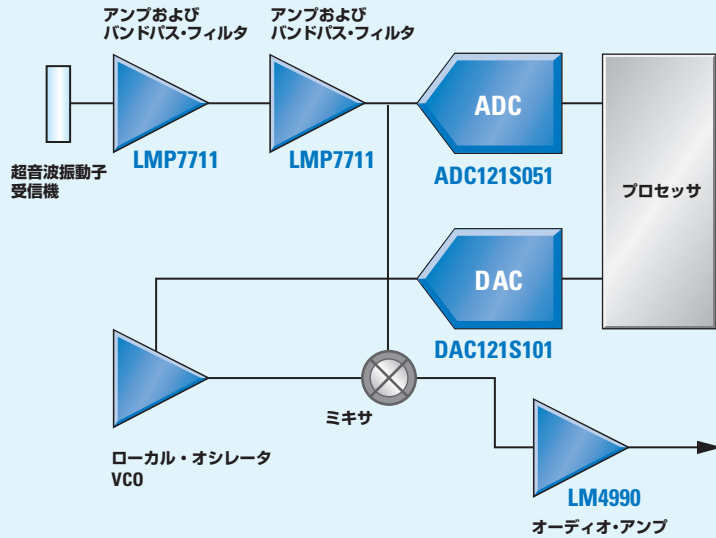 アンプおよび
バンドパス・フィルタ
アンプおよび
バンドパス・フィルタ
ADC
LMP7711
LMP7711
ADC121S051
超音波振動子
受信機
プロセッサ
DAC
DAC121S101
ミキサ
ローカル・オシレータ
VCO
LM4990
オーディオ・アンプ